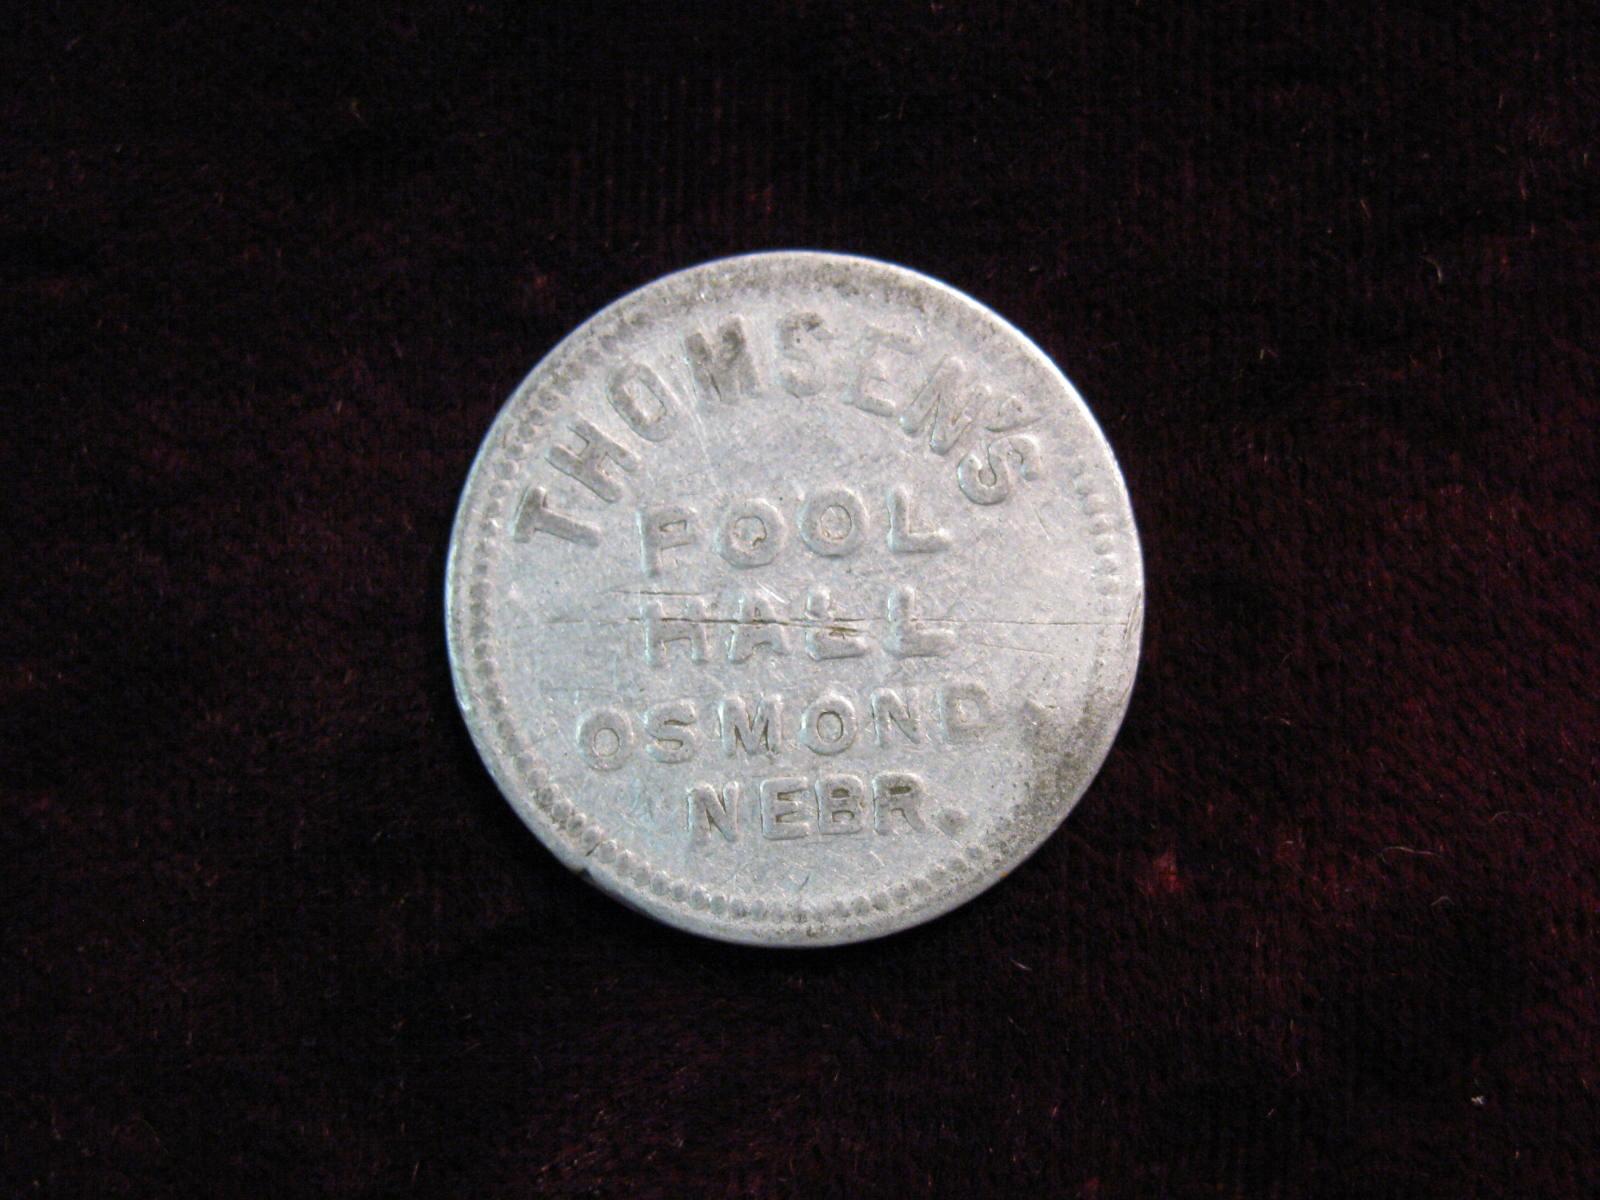 THOMSEN'S
POOL
HALL
OSMOND,
NEBR.